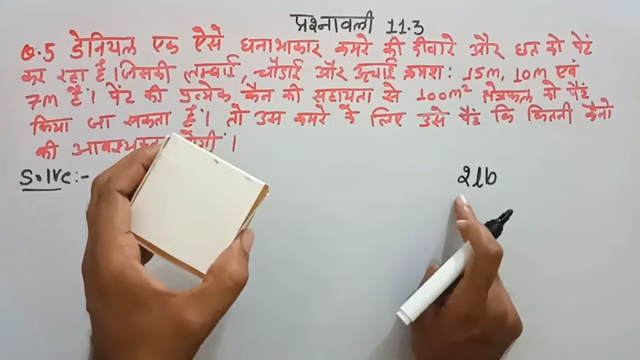 प्रश्नावली 11.3
Q.5 डेनियल एक ऐसे घनाभाकार कमरे की दीवारे और छत को पेंट
कर रहा है। जिसकी लम्बाई, चौड़ाई और ऊँचाई क्रमश: 15m, 10m एवं
7m है। पेंट की प्रत्येक कैन की सहायता से 100m² क्षेत्रफल को पैंट
किया जा सकता है। तो उस कमरे के लिए उसे पैंट कि कितनी कैनो
की
Solve:-
2lb